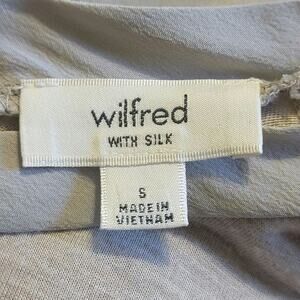 wilfred
WITH SILK
S
MADE IN
VIETNAM